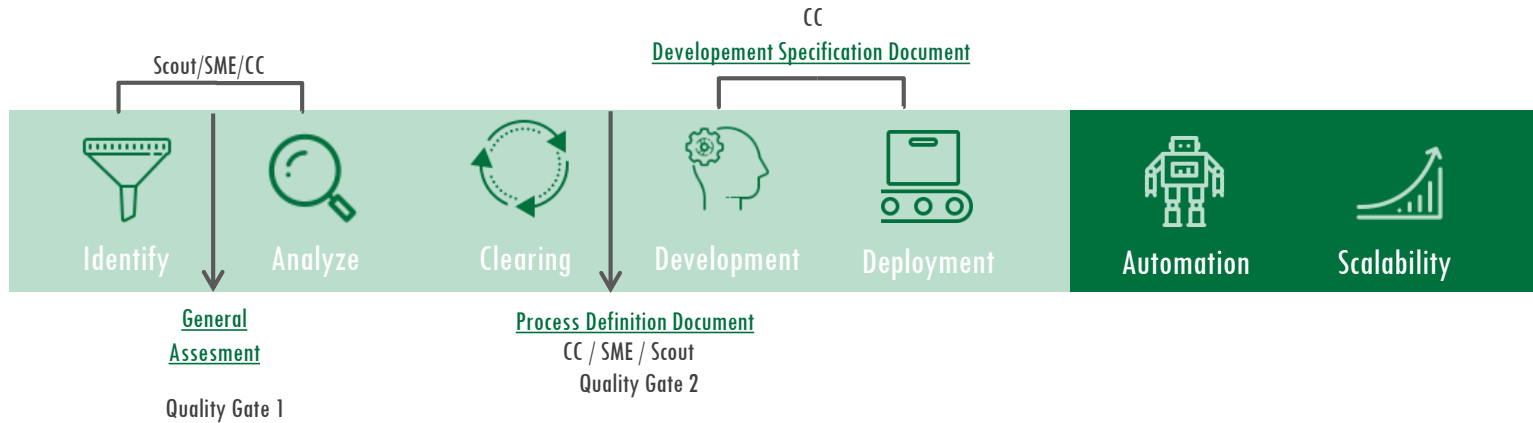 CC
Developement Specification Document
Scout/SME/CC
Identify
Analyze
Clearing
Development
Deployment
Automation
Scalability
General
Assesment
Quality Gate 1
Process Definition Document
CC / SME / Scout
Quality Gate 2